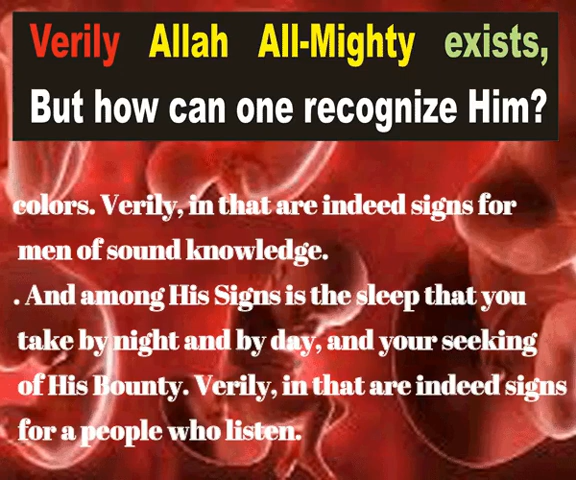 Verily Allah All-Mighty exists,
But how can one recognize Him?
colors. Verily, in that are indeed signs for
men of sound knowledge.
. And among His Signs is the sleep that you
take by night and by day, and your seeking
of His Bounty. Verily, in that are indeed signs
for a people who listen.